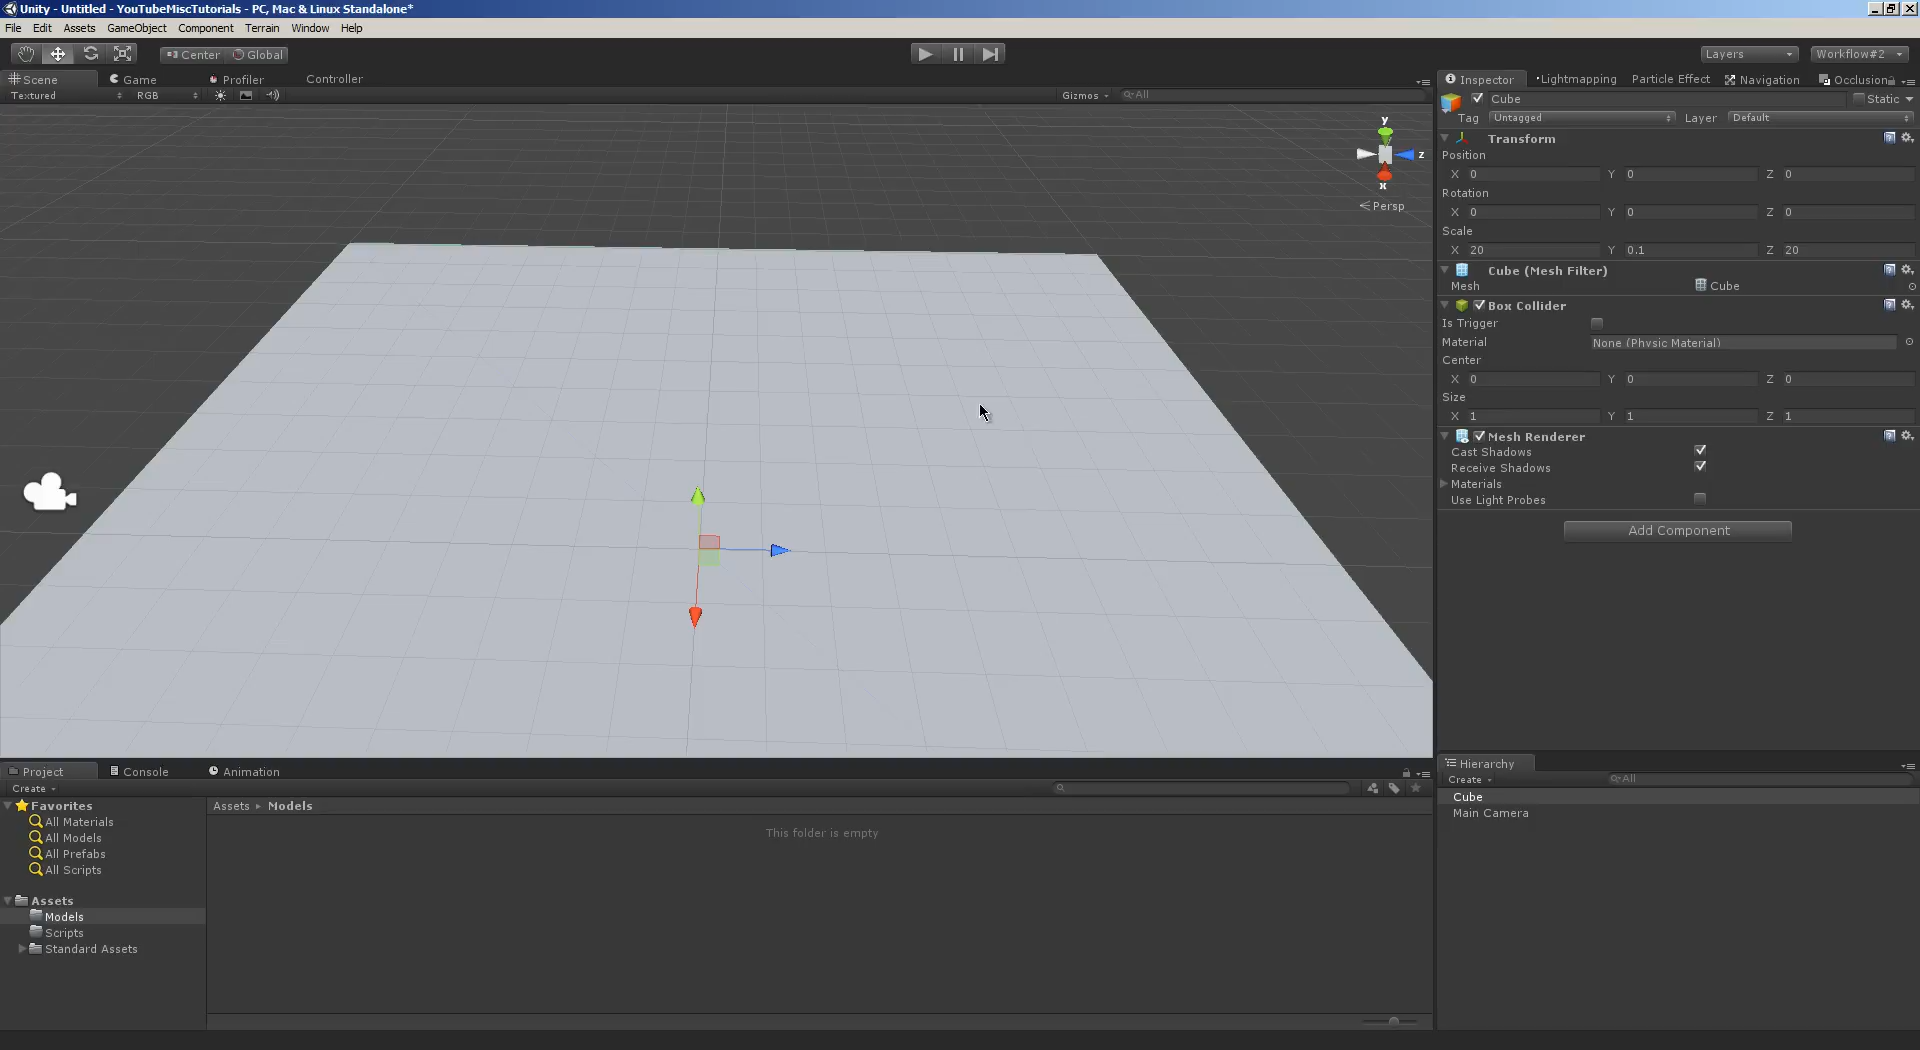 Unity - Untitled - YouTubeMiscTutorials - PC, Mac & Linux Standalone*
File Edit Assets GameObject Component Terrain Window Help
Center Global Layers Workflow#2
Scene Game Profiler Controller
Textured RGB Gizmos All
y
z
x
Persp
Inspector Lightmapping Particle Effect Navigation Occlusion
Cube Static
Tag Untagged Layer Default
Transform
Position
X 0 Y 0 Z 0
Rotation
X 0 Y 0 Z 0
Scale
X 20 Y 0.1 Z 20
Cube (Mesh Filter)
Mesh Cube
Box Collider
Is Trigger
Material None (Physic Material)
Center
X 0 Y 0 Z 0
Size
X 1 Y 1 Z 1
Mesh Renderer
Cast Shadows
Receive Shadows
Materials
Use Light Probes
Add Component
Project Console Animation
Create
Favorites
All Materials
All Models
All Prefabs
All Scripts
Assets
Models
Scripts
Standard Assets
Assets Models
This folder is empty
Hierarchy
Create All
Cube
Main Camera